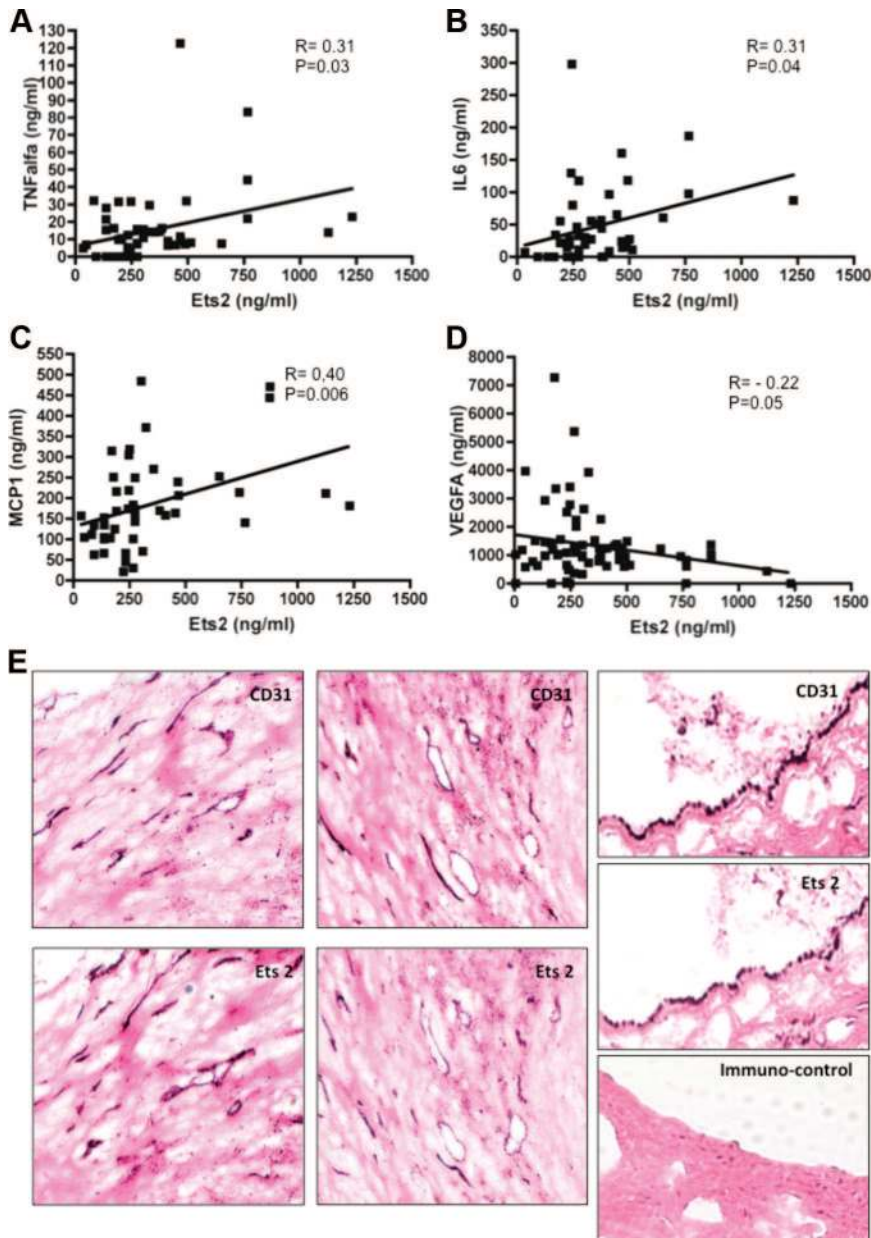 A
R= 0.31
P=0.03
TNFalfa (ng/ml)
130
120
110
100
90
80
70
60
50
40
30
20
10
0
0 250 500 750 1000 1250 1500
Ets2 (ng/ml)
B
R= 0.31
P=0.04
IL6 (ng/ml)
350
300
250
200
150
100
50
0
0 250 500 750 1000 1250 1500
Ets2 (ng/ml)
C
R= 0,40
P=0.006
MCP1 (ng/ml)
550
500
450
400
350
300
250
200
150
100
50
0
0 250 500 750 1000 1250 1500
Ets2 (ng/ml)
D
R= - 0.22
P=0.05
VEGFA (ng/ml)
8000
7000
6000
5000
4000
3000
2000
1000
0
0 250 500 750 1000 1250 1500
Ets2 (ng/ml)
E
CD31
CD31
CD31
Ets 2
Ets 2
Ets 2
Immuno-control